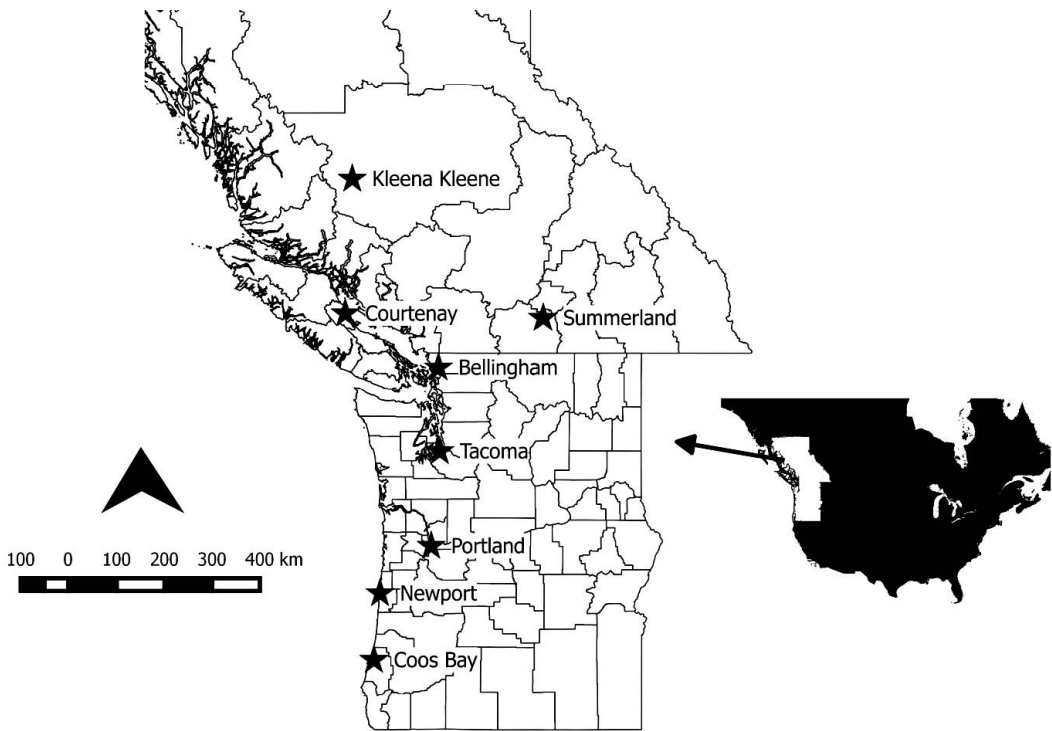 Kleena Kleene
Courtenay
Summerland
Bellingham
Tacoma
Portland
100 0 100 200 300 400 km
Newport
Coos Bay